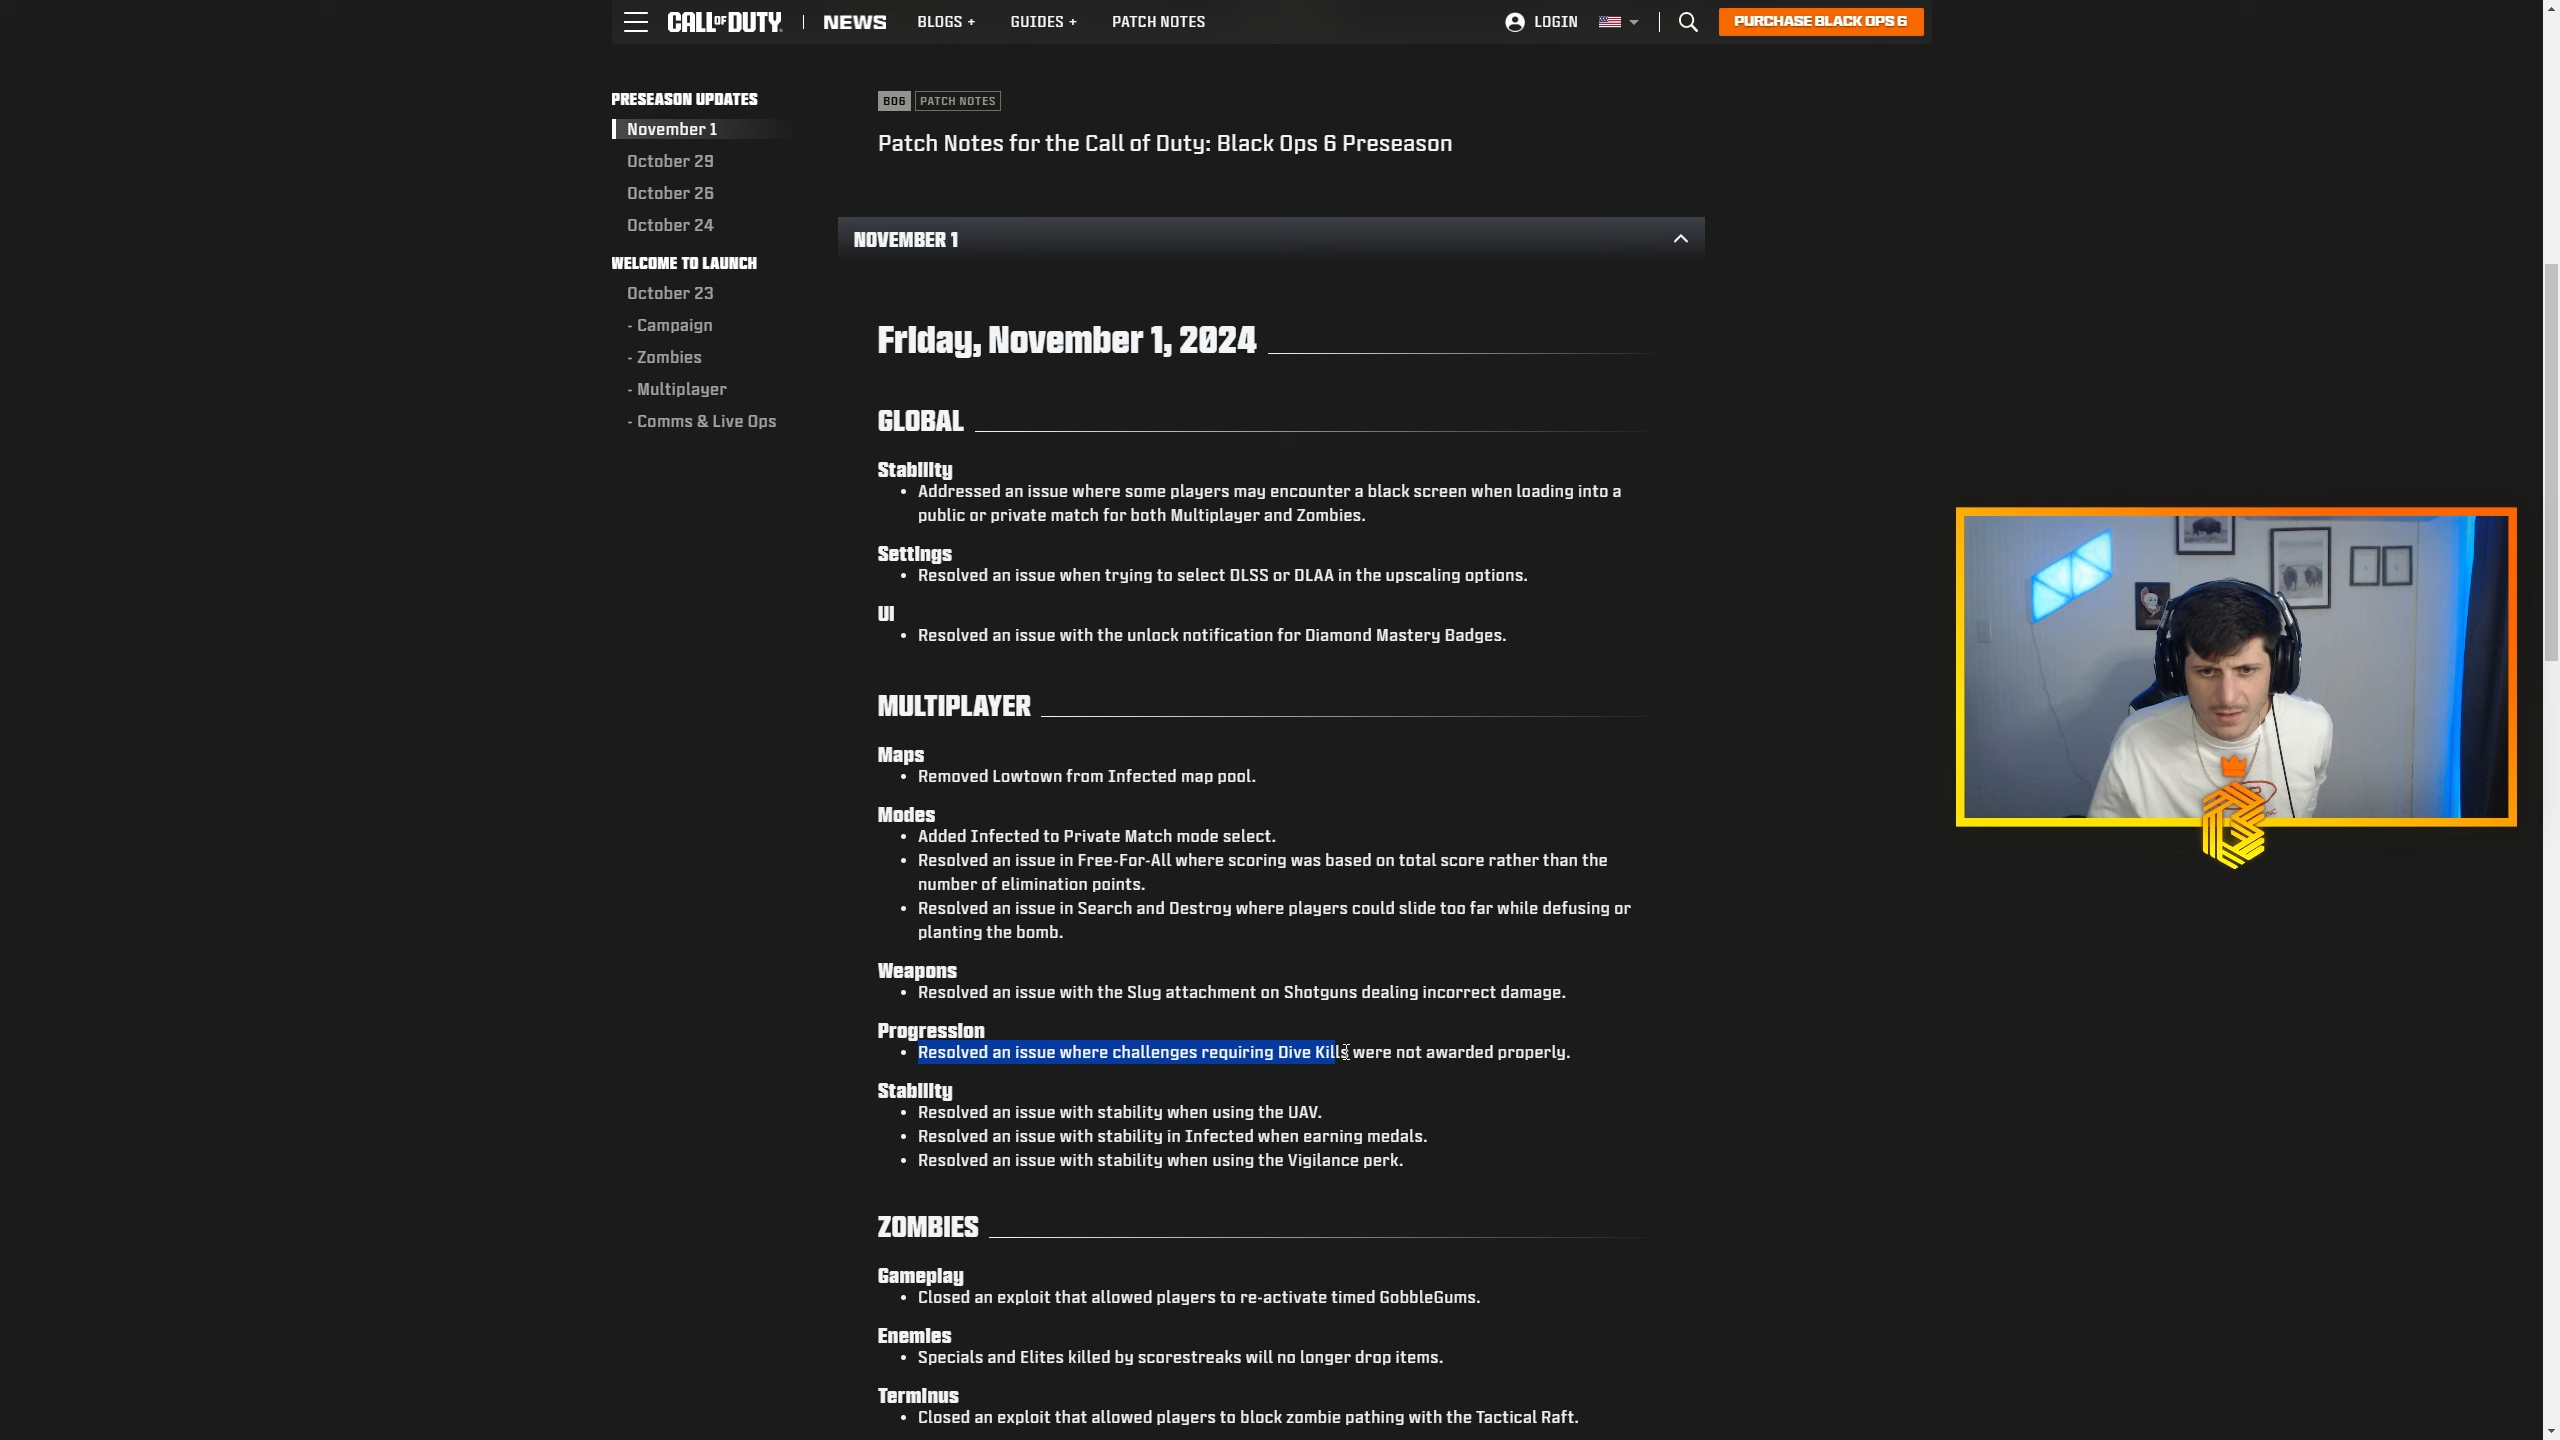 CALL OF DUTY
NEWS
BLOGS +
GUIDES +
PATCH NOTES
LOGIN
PURCHASE BLACK OPS 6
PRESEASON UPDATES
November 1
October 29
October 26
October 24
WELCOME TO LAUNCH
October 23
- Campaign
- Zombies
- Multiplayer
- Comms & Live Ops
BO6
PATCH NOTES
Patch Notes for the Call of Duty: Black Ops 6 Preseason
NOVEMBER 1
Friday, November 1, 2024
GLOBAL
Stability
• Addressed an issue where some players may encounter a black screen when loading into a
public or private match for both Multiplayer and Zombies.
Settings
• Resolved an issue when trying to select DLSS or DLAA in the upscaling options.
UI
• Resolved an issue with the unlock notification for Diamond Mastery Badges.
MULTIPLAYER
Maps
• Removed Lowtown from Infected map pool.
Modes
• Added Infected to Private Match mode select.
• Resolved an issue in Free-For-All where scoring was based on total score rather than the
number of elimination points.
• Resolved an issue in Search and Destroy where players could slide too far while defusing or
planting the bomb.
Weapons
• Resolved an issue with the Slug attachment on Shotguns dealing incorrect damage.
Progression
• Resolved an issue where challenges requiring Dive Kills were not awarded properly.
Stability
• Resolved an issue with stability when using the UAV.
• Resolved an issue with stability in Infected when earning medals.
• Resolved an issue with stability when using the Vigilance perk.
ZOMBIES
Gameplay
• Closed an exploit that allowed players to re-activate timed GobbleGums.
Enemies
• Specials and Elites killed by scorestreaks will no longer drop items.
Terminus
• Closed an exploit that allowed players to block zombie pathing with the Tactical Raft.